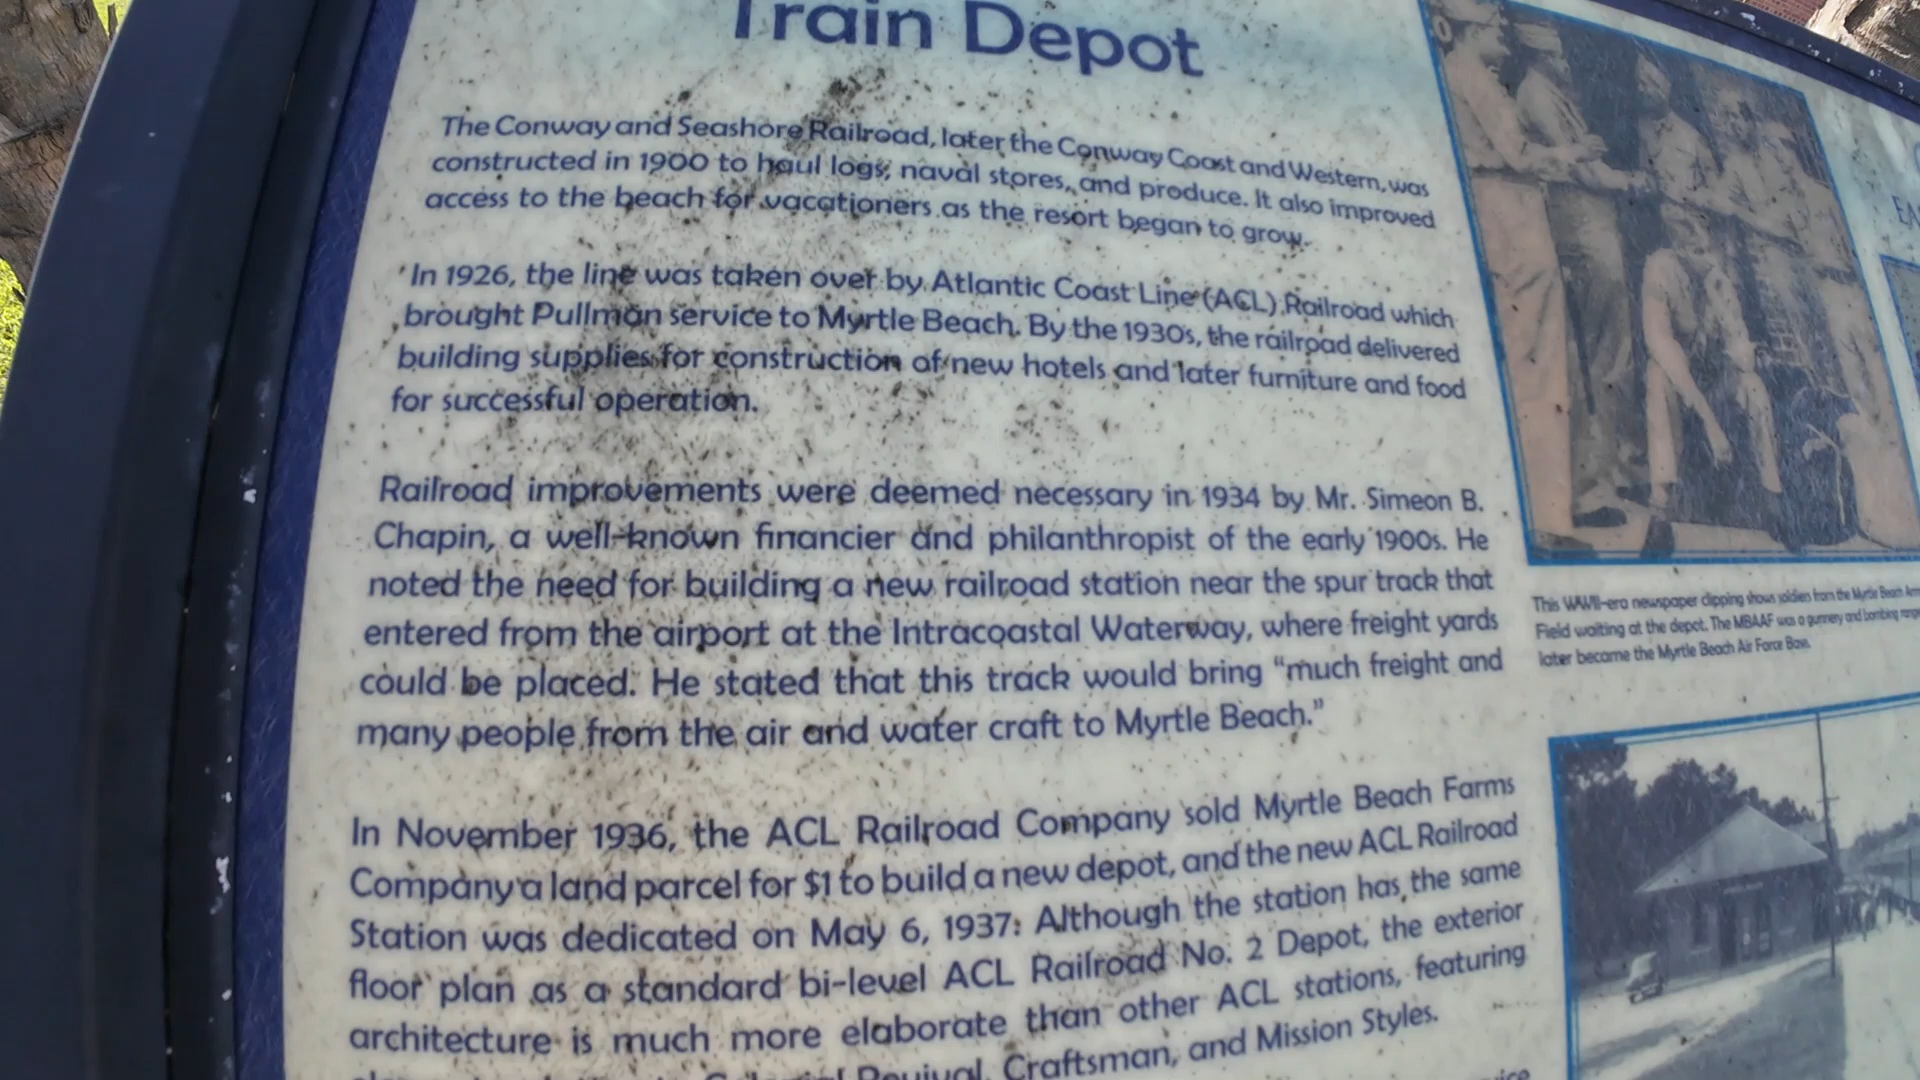 Train Depot
The Conway and Seashore Railroad, later the Conway Coast and Western, was
constructed in 1900 to haul logs, naval stores, and produce. It also improved
access to the beach for vacationers as the resort began to grow.
In 1926, the line was taken over by Atlantic Coast Line (ACL) Railroad which
brought Pullman service to Myrtle Beach. By the 1930s, the railroad delivered
building supplies for construction of new hotels and later furniture and food
for successful operation.
Railroad improvements were deemed necessary in 1934 by Mr. Simeon B.
Chapin, a well-known financier and philanthropist of the early 1900s. He
noted the need for building a new railroad station near the spur track that
entered from the airport at the Intracoastal Waterway, where freight yards
could be placed. He stated that this track would bring “much freight and
many people from the air and water craft to Myrtle Beach.”
In November 1936, the ACL Railroad Company sold Myrtle Beach Farms
Company a land parcel for $1 to build a new depot, and the new ACL Railroad
Station was dedicated on May 6, 1937. Although the station has the same
floor plan as a standard bi-level ACL Railroad No. 2 Depot, the exterior
architecture is much more elaborate than other ACL stations, featuring
Revival, Craftsman, and Mission Styles.
This WWII-era newspaper clipping shows soldiers from the Myrtle Beach
Field waiting at the depot. The MBAAF was a gunnery and bombing
later became the Myrtle Beach Air Force Base.